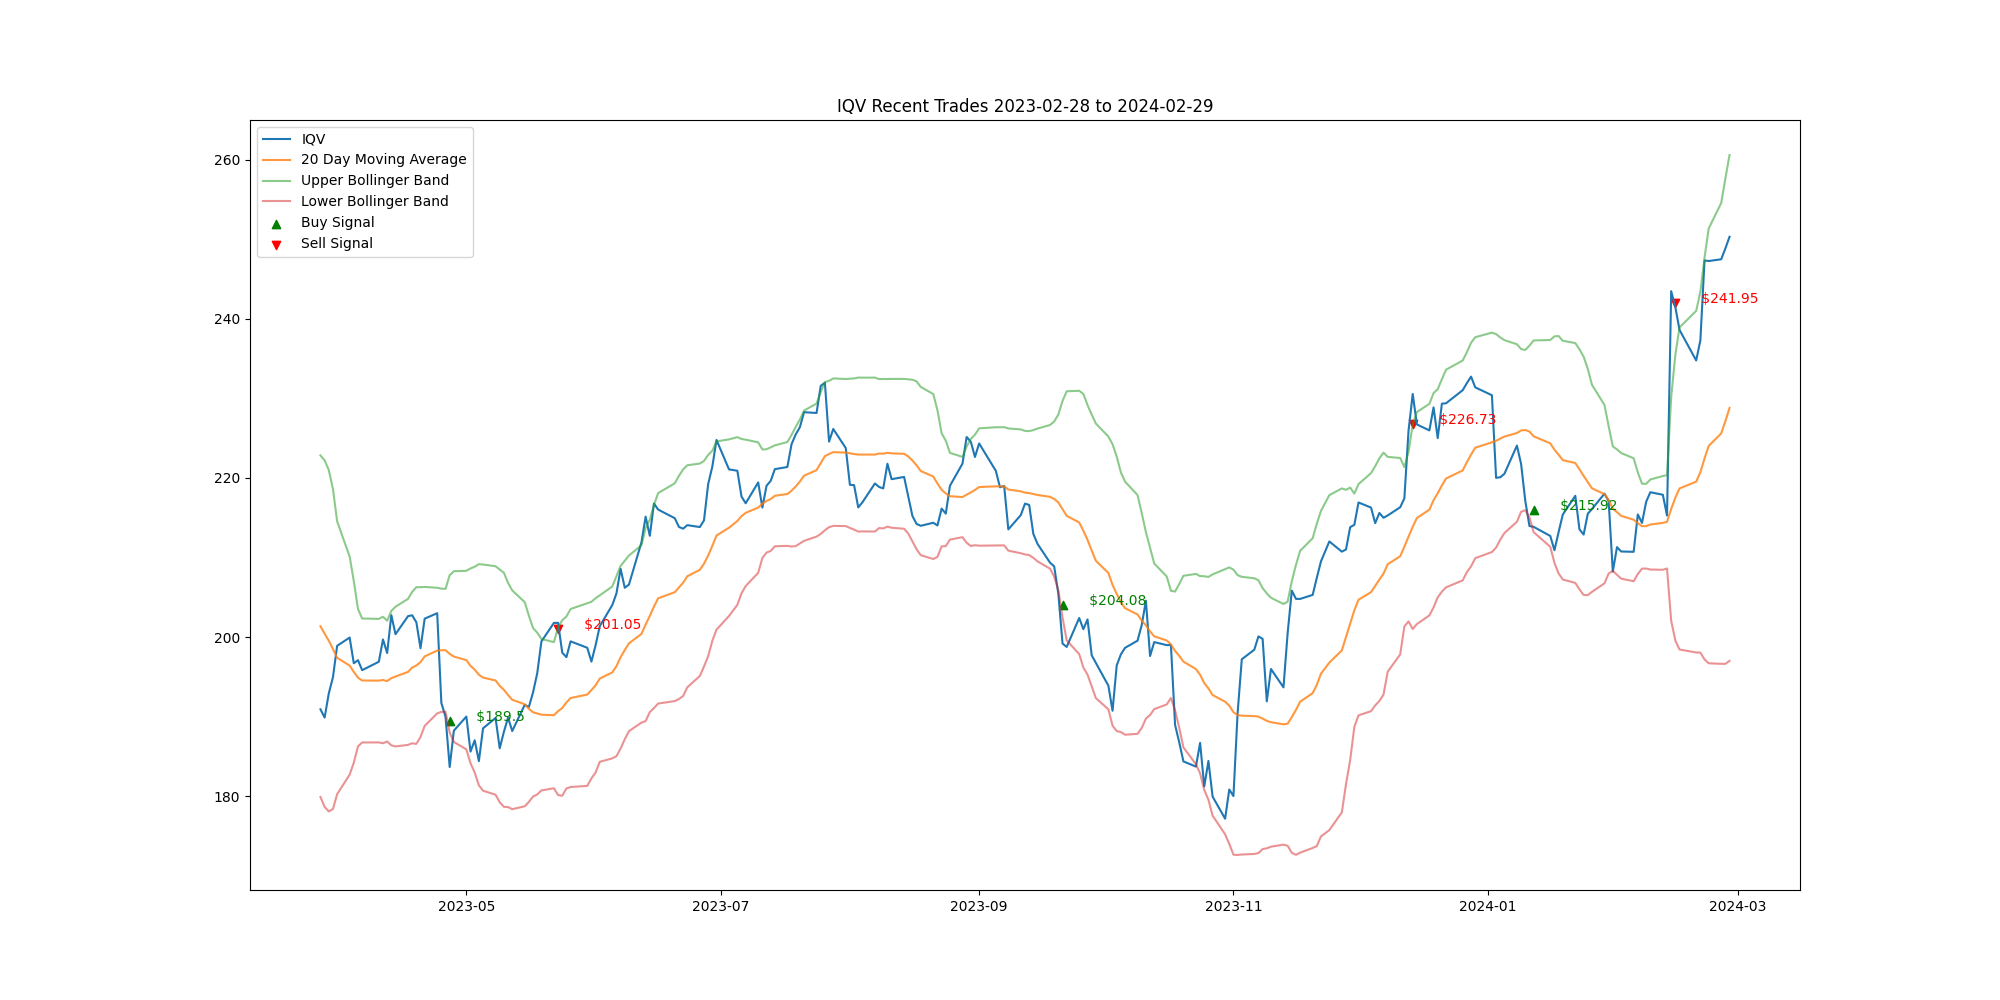 IQV Recent Trades 2023-02-28 to 2024-02-29
IQV
20 Day Moving Average
Upper Bollinger Band
Lower Bollinger Band
Buy Signal
Sell Signal
260
240
220
200
180
$241.95
$226.73
$215.92
$204.08
$201.05
$189.5
2023-05
2023-07
2023-09
2023-11
2024-01
2024-03